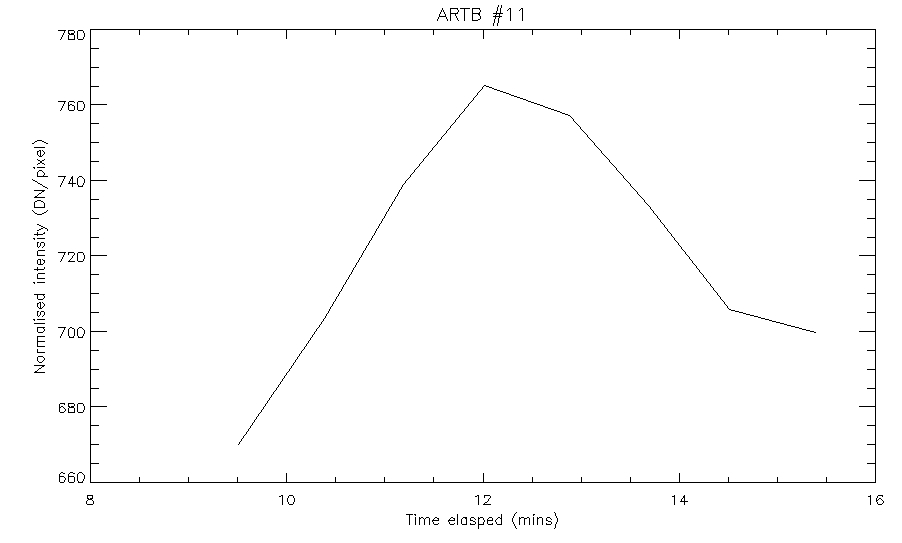 ARTB #11
780
760
740
720
700
680
660
Normalised intensity (DN/pixel)
8 10 12 14 16
Time elasped (mins)